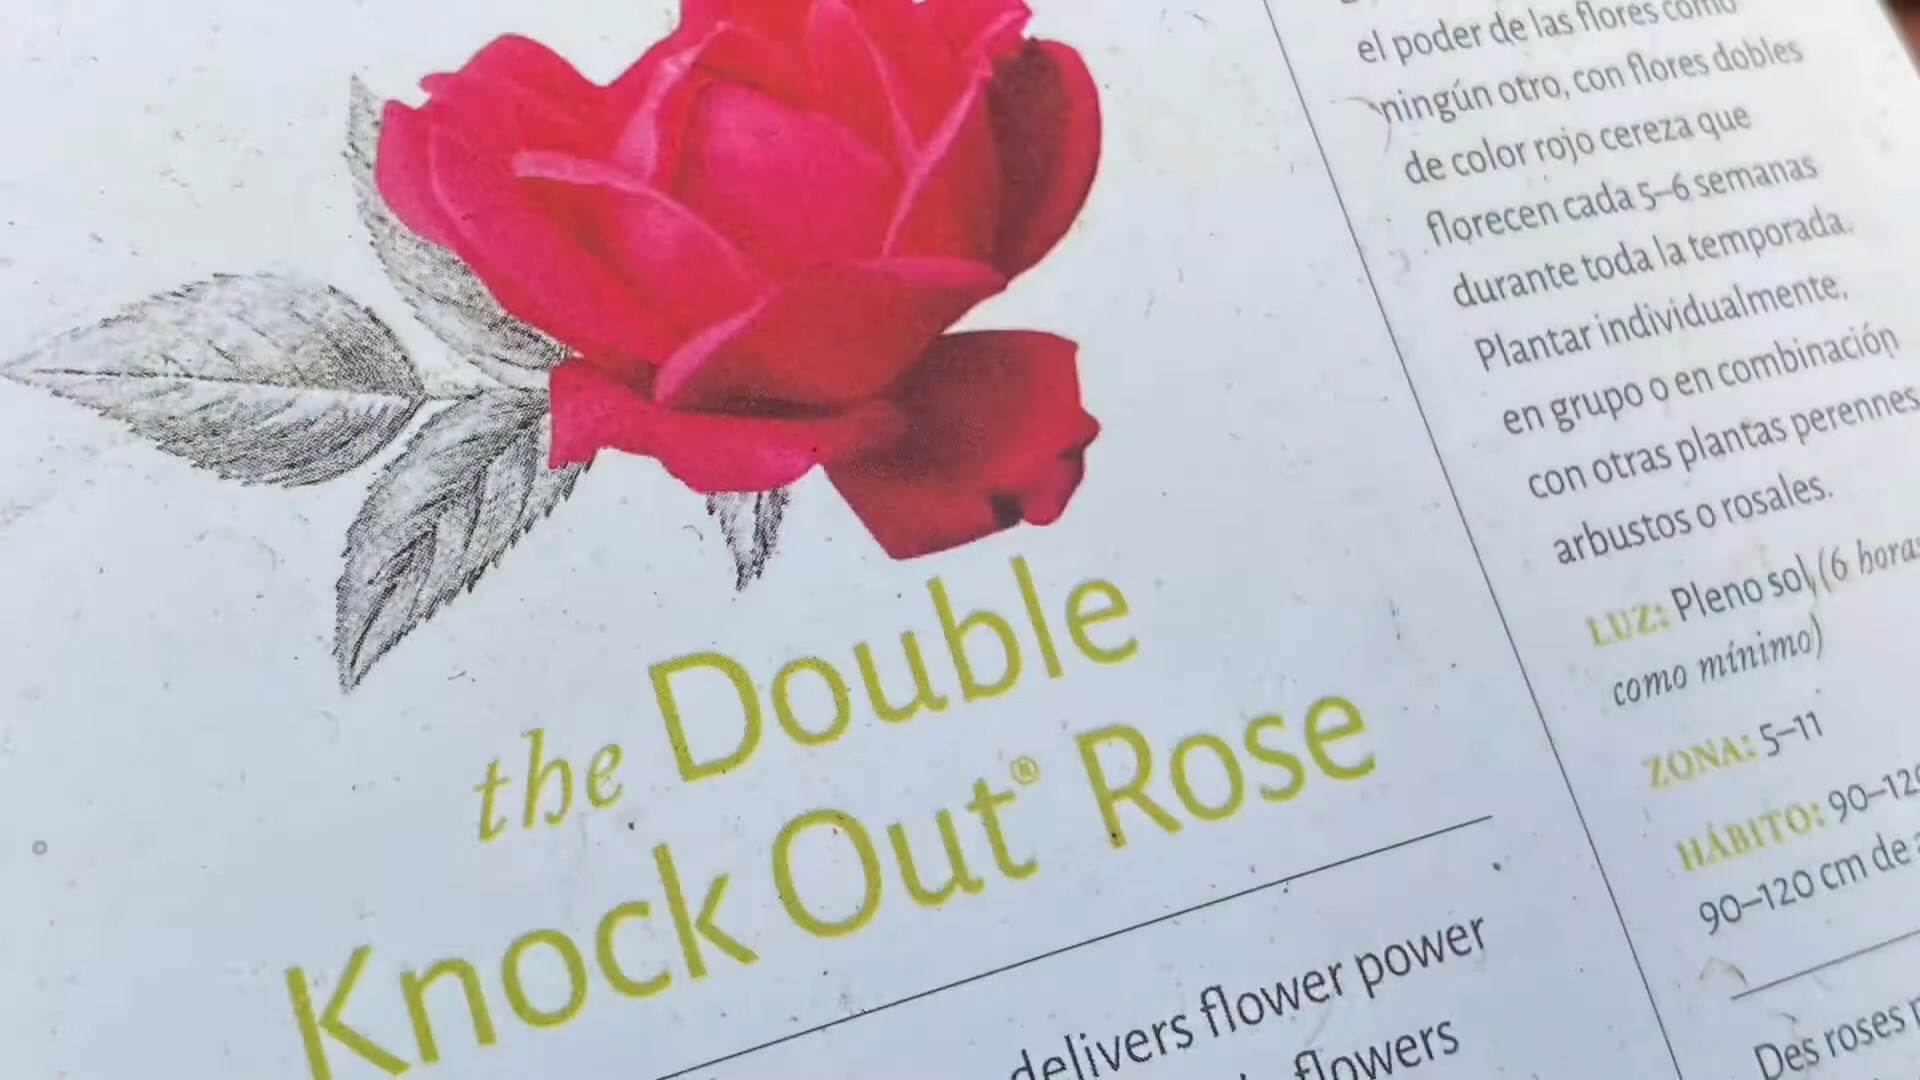 the Double
Knock Out® Rose
delivers flower power
flowers
el poder de las flores como
ningún otro, con flores dobles
de color rojo cereza que
florecen cada 5–6 semanas
durante toda la temporada.
Plantar individualmente,
en grupo o en combinación
con otras plantas perennes,
arbustos o rosales.
LUZ: Pleno sol (6 horas
como mínimo)
ZONA: 5–11
HÁBITO: 90–120
90–120 cm de
Des roses